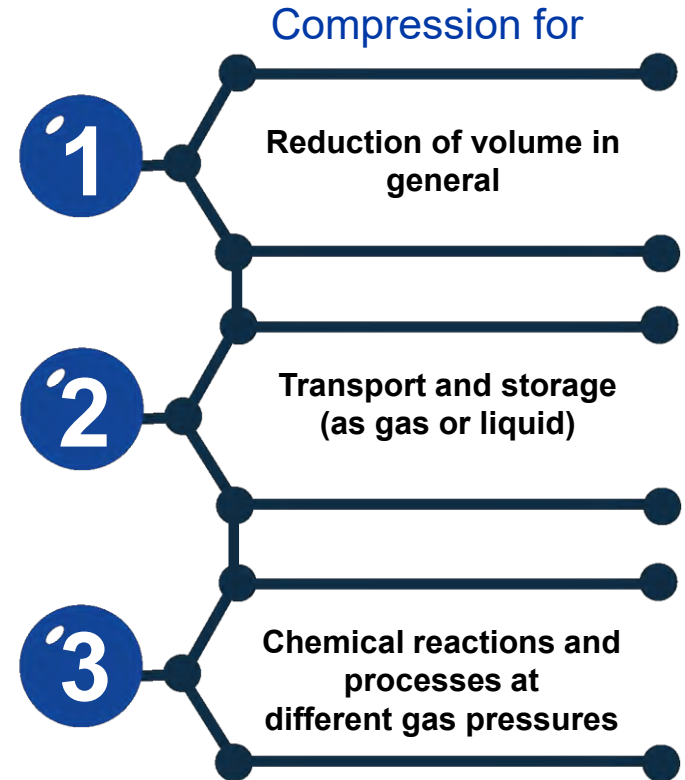 Compression for
1
Reduction of volume in
general
2
Transport and storage
(as gas or liquid)
3
Chemical reactions and
processes at
different gas pressures